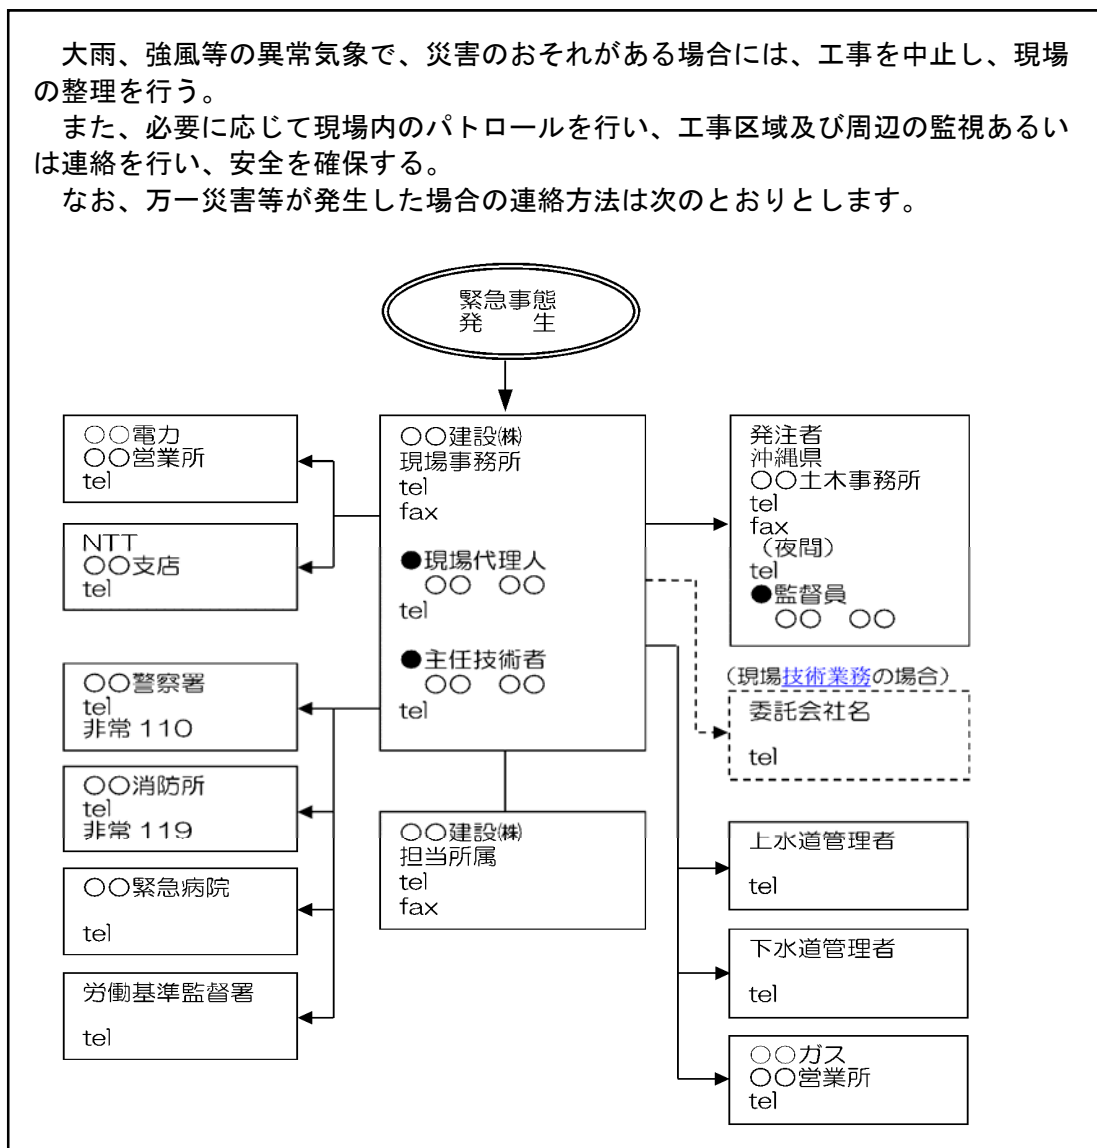 大雨、強風等の異常気象で、災害のおそれがある場合には、工事を中止し、現場
の整理を行う。
また、必要に応じて現場内のパトロールを行い、工事区域及び周辺の監視あるい
は連絡を行い、安全を確保する。
なお、万一災害等が発生した場合の連絡方法は次のとおりとします。
緊急事態
発　　生
○○電力
○○営業所
tel
NTT
○○支店
tel
○○警察署
tel
非常 110
○○消防所
tel
非常 119
○○緊急病院
tel
労働基準監督署
tel
○○建設㈱
現場事務所
tel
fax
●現場代理人
○○　○○
tel
●主任技術者
○○　○○
tel
○○建設㈱
担当所属
tel
fax
発注者
沖縄県
○○土木事務所
tel
fax
（夜間）
tel
●監督員
○○　○○
（現場技術業務の場合）
委託会社名
tel
上水道管理者
tel
下水道管理者
tel
○○ガス
○○営業所
tel